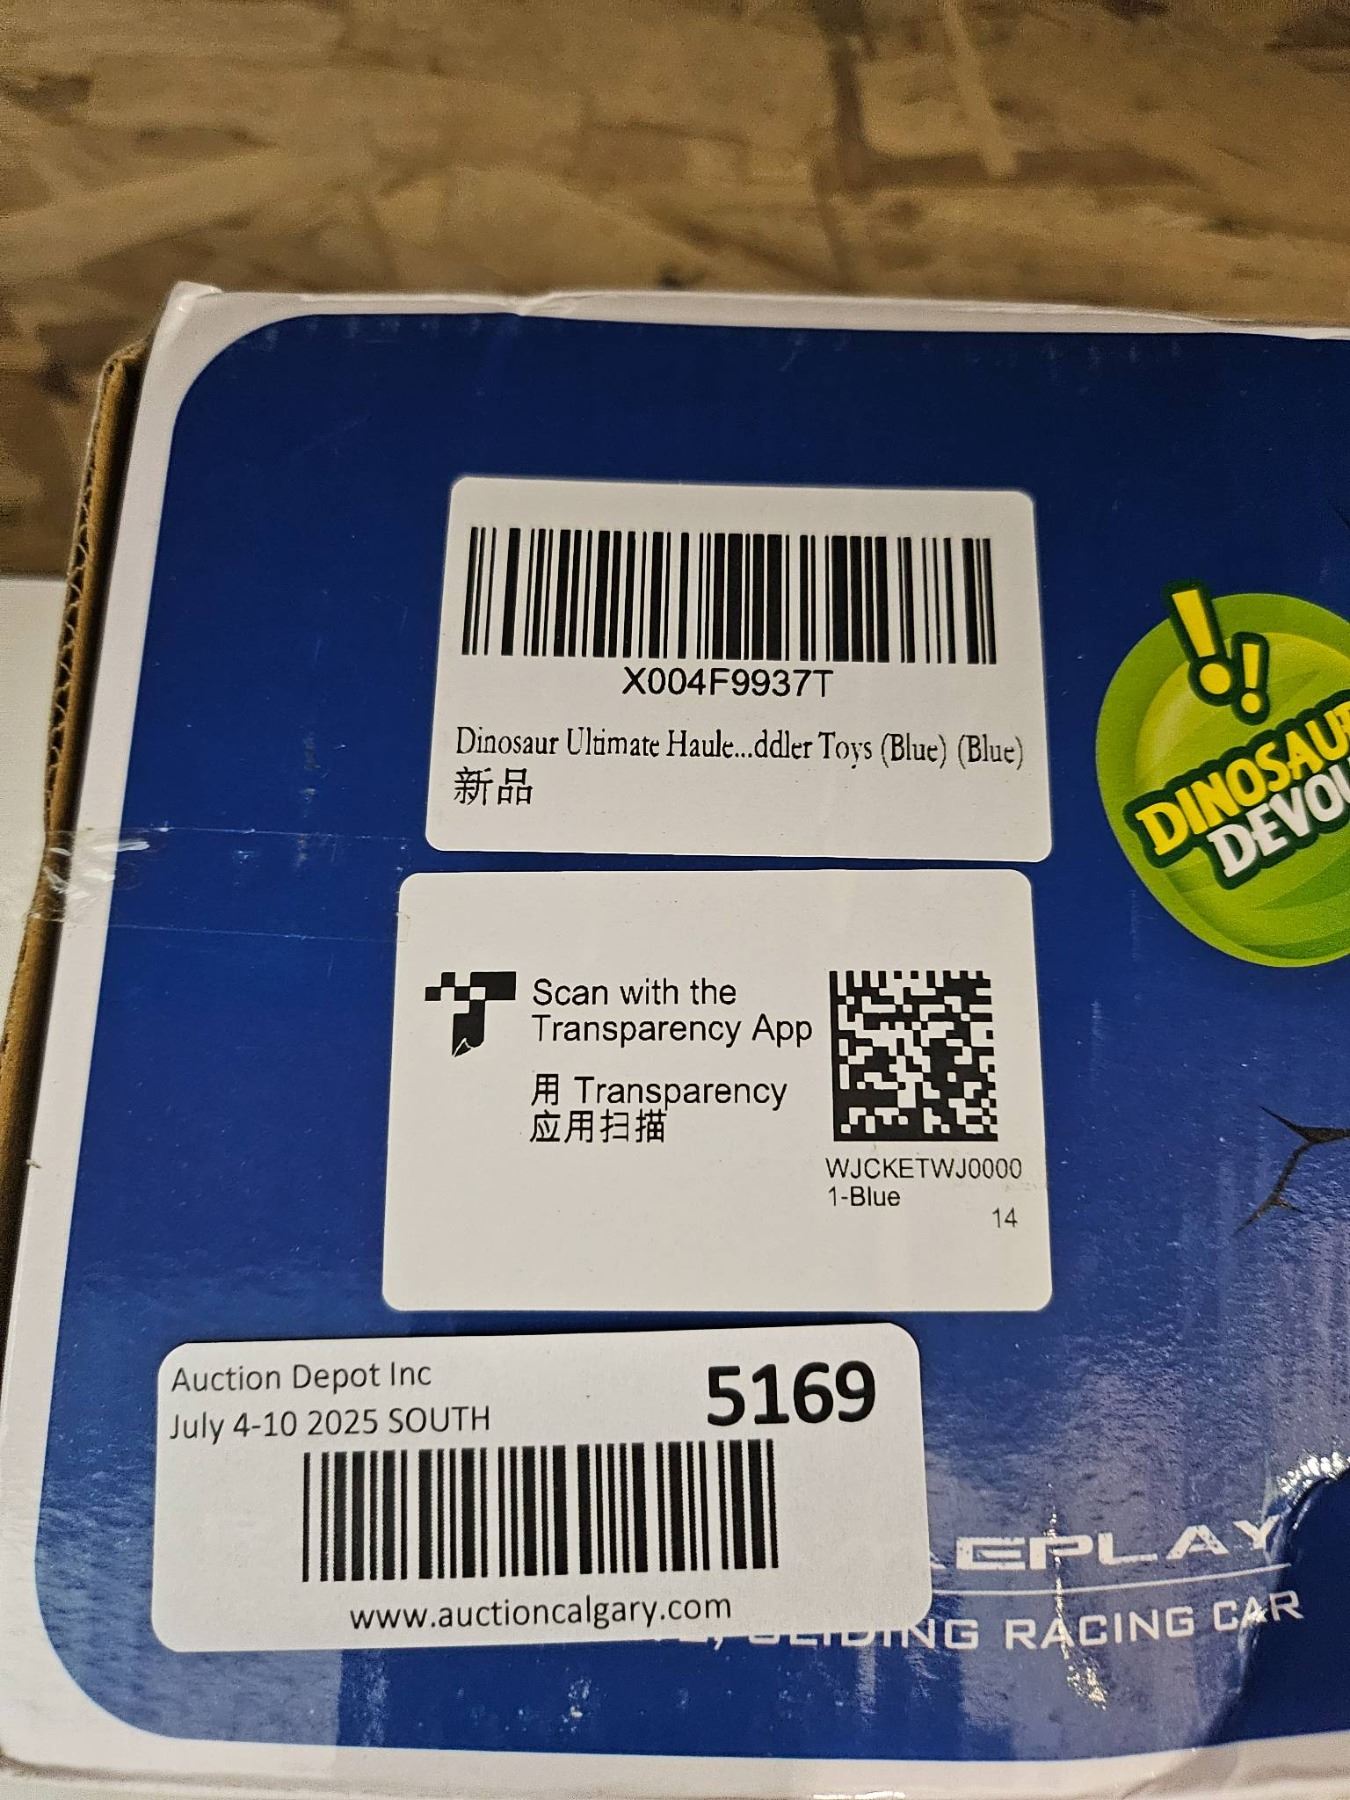 X004F9937T
Dinosaur Ultimate Haule...ddler Toys (Blue) (Blue)
新品
Scan with the
Transparency App
用 Transparency
应用扫描
WJCKETWJ0000
1-Blue
14
Auction Depot Inc
5169
July 4-10 2025 SOUTH
www.auctioncalgary.com
!!
DINOSAU
DEVOU
EPLAY
SLIDING RACING CAR